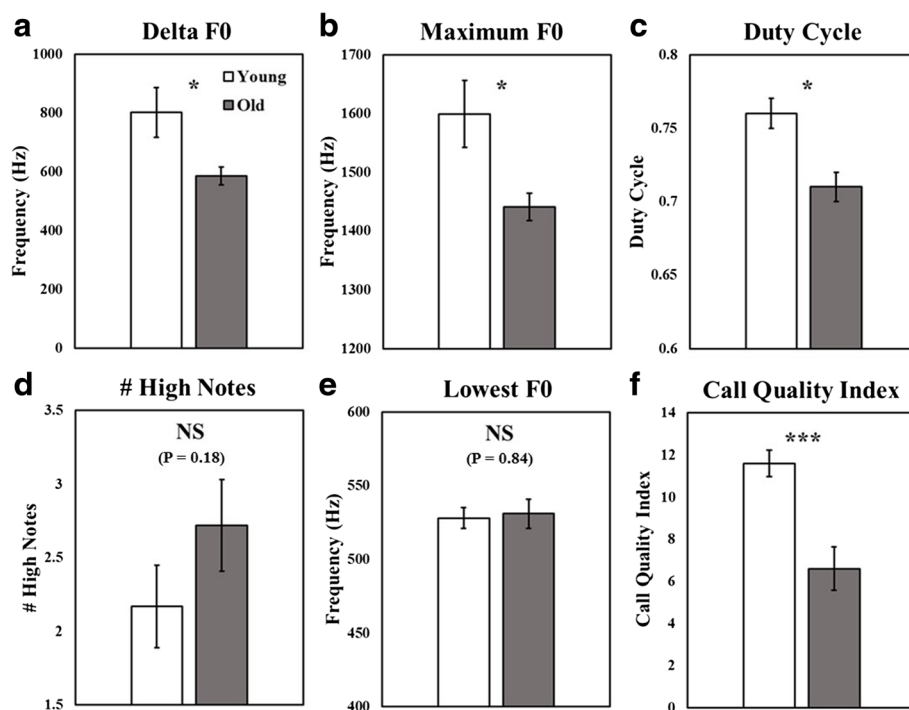 a Delta F0
1000
800
600
400
200
0
Frequency (Hz)
*
Young
Old
b Maximum F0
1700
1600
1500
1400
1300
1200
Frequency (Hz)
*
c Duty Cycle
0.8
0.75
0.7
0.65
0.6
Duty Cycle
*
d # High Notes
3.5
3
2.5
2
1.5
# High Notes
NS
(P = 0.18)
e Lowest F0
600
550
500
450
400
Frequency (Hz)
NS
(P = 0.84)
f Call Quality Index
14
12
10
8
6
4
2
0
Call Quality Index
***